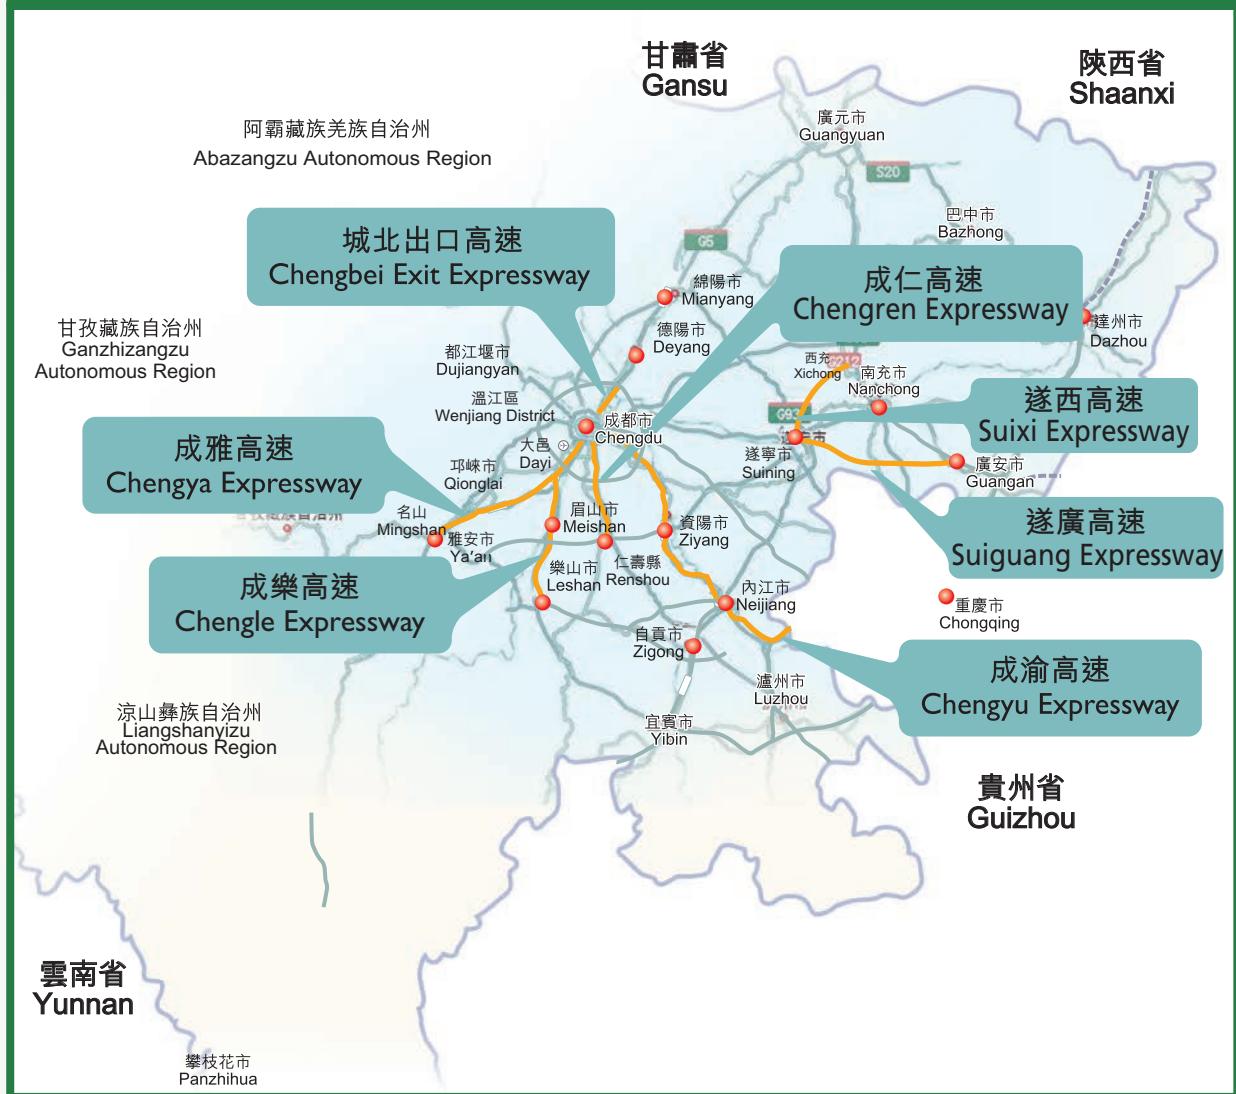 甘肅省
Gansu
陝西省
Shaanxi
廣元市
Guangyuan
阿霸藏族羌族自治州
Abazangzu Autonomous Region
S20
巴中市
Bazhong
城北出口高速
Chengbei Exit Expressway
G5
成仁高速
Chengren Expressway
綿陽市
Mianyang
甘孜藏族自治州
Ganzhizangzu
Autonomous Region
德陽市
Deyang
達州市
Dazhou
都江堰市
Dujiangyan
西充
Xichong
G212
南充市
Nanchong
溫江區
Wenjiang District
遂西高速
Suixi Expressway
G93
成都市
Chengdu
成雅高速
Chengya Expressway
大邑
Dayi
遂寧市
Suining
邛崍市
Qionglai
廣安市
Guangan
名山
Mingshan
眉山市
Meishan
資陽市
Ziyang
遂廣高速
Suiguang Expressway
雅安市
Ya'an
樂山市
Leshan
仁壽縣
Renshou
成樂高速
Chengle Expressway
內江市
Neijiang
重慶市
Chongqing
自貢市
Zigong
成渝高速
Chengyu Expressway
瀘州市
Luzhou
涼山彝族自治州
Liangshanyizu
Autonomous Region
宜賓市
Yibin
貴州省
Guizhou
雲南省
Yunnan
攀枝花市
Panzhihua